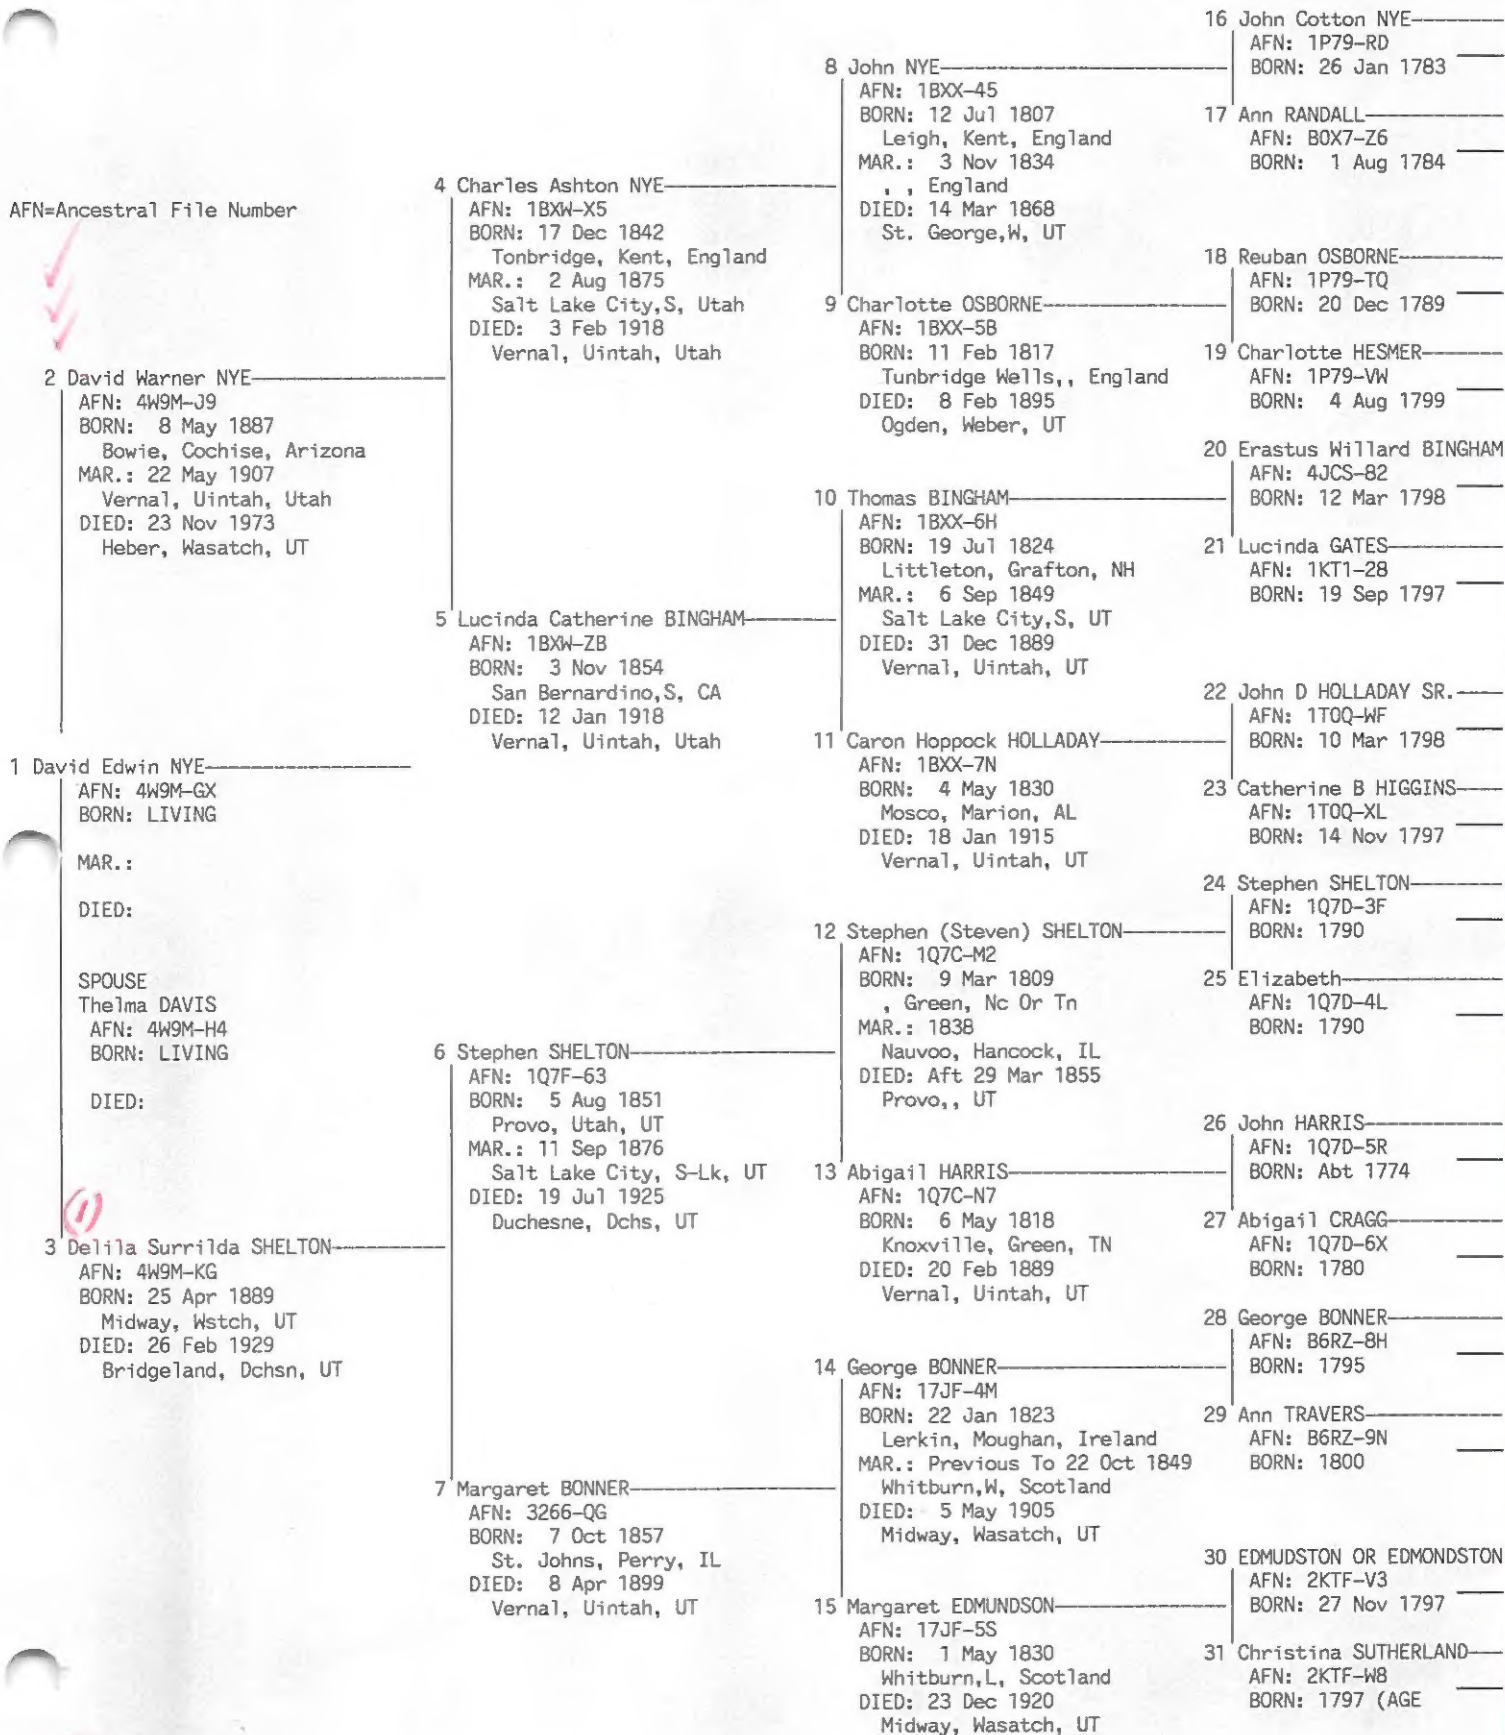 AFN=Ancestral File Number
1 David Edwin NYE
AFN: 4W9M-GX
BORN: LIVING
MAR.:
DIED:
SPOUSE
Thelma DAVIS
AFN: 4W9M-H4
BORN: LIVING
DIED:
2 David Warner NYE
AFN: 4W9M-J9
BORN: 8 May 1887
Bowie, Cochise, Arizona
MAR.: 22 May 1907
Vernal, Uintah, Utah
DIED: 23 Nov 1973
Heber, Wasatch, UT
(1)
3 Delila Surrilda SHELTON
AFN: 4W9M-KG
BORN: 25 Apr 1889
Midway, Wstch, UT
DIED: 26 Feb 1929
Bridgeland, Dchsn, UT
4 Charles Ashton NYE
AFN: 1BXW-X5
BORN: 17 Dec 1842
Tonbridge, Kent, England
MAR.: 2 Aug 1875
Salt Lake City,S, Utah
DIED: 3 Feb 1918
Vernal, Uintah, Utah
5 Lucinda Catherine BINGHAM
AFN: 1BXW-ZB
BORN: 3 Nov 1854
San Bernardino,S, CA
DIED: 12 Jan 1918
Vernal, Uintah, Utah
6 Stephen SHELTON
AFN: 1Q7F-63
BORN: 5 Aug 1851
Provo, Utah, UT
MAR.: 11 Sep 1876
Salt Lake City, S-Lk, UT
DIED: 19 Jul 1925
Duchesne, Dchs, UT
7 Margaret BONNER
AFN: 3266-QG
BORN: 7 Oct 1857
St. Johns, Perry, IL
DIED: 8 Apr 1899
Vernal, Uintah, UT
8 John NYE
AFN: 1BXX-45
BORN: 12 Jul 1807
Leigh, Kent, England
MAR.: 3 Nov 1834
, , England
DIED: 14 Mar 1868
St. George,W, UT
9 Charlotte OSBORNE
AFN: 1BXX-5B
BORN: 11 Feb 1817
Tunbridge Wells,, England
DIED: 8 Feb 1895
Ogden, Weber, UT
10 Thomas BINGHAM
AFN: 1BXX-6H
BORN: 19 Jul 1824
Littleton, Grafton, NH
MAR.: 6 Sep 1849
Salt Lake City,S, UT
DIED: 31 Dec 1889
Vernal, Uintah, UT
11 Caron Hoppock HOLLADAY
AFN: 1BXX-7N
BORN: 4 May 1830
Mosco, Marion, AL
DIED: 18 Jan 1915
Vernal, Uintah, UT
12 Stephen (Steven) SHELTON
AFN: 1Q7C-M2
BORN: 9 Mar 1809
, Green, Nc Or Tn
MAR.: 1838
Nauvoo, Hancock, IL
DIED: Aft 29 Mar 1855
Provo,, UT
13 Abigail HARRIS
AFN: 1Q7C-N7
BORN: 6 May 1818
Knoxville, Green, TN
DIED: 20 Feb 1889
Vernal, Uintah, UT
14 George BONNER
AFN: 17JF-4M
BORN: 22 Jan 1823
Lerkin, Moughan, Ireland
MAR.: Previous To 22 Oct 1849
Whitburn,W, Scotland
DIED: 5 May 1905
Midway, Wasatch, UT
15 Margaret EDMUNDSON
AFN: 17JF-5S
BORN: 1 May 1830
Whitburn,L, Scotland
DIED: 23 Dec 1920
Midway, Wasatch, UT
16 John Cotton NYE
AFN: 1P79-RD
BORN: 26 Jan 1783
17 Ann RANDALL
AFN: B0X7-Z6
BORN: 1 Aug 1784
18 Reuban OSBORNE
AFN: 1P79-TQ
BORN: 20 Dec 1789
19 Charlotte HESMER
AFN: 1P79-VW
BORN: 4 Aug 1799
20 Erastus Willard BINGHAM
AFN: 4JCS-82
BORN: 12 Mar 1798
21 Lucinda GATES
AFN: 1KT1-28
BORN: 19 Sep 1797
22 John D HOLLADAY SR.
AFN: 1T0Q-WF
BORN: 10 Mar 1798
23 Catherine B HIGGINS
AFN: 1T0Q-XL
BORN: 14 Nov 1797
24 Stephen SHELTON
AFN: 1Q7D-3F
BORN: 1790
25 Elizabeth
AFN: 1Q7D-4L
BORN: 1790
26 John HARRIS
AFN: 1Q7D-5R
BORN: Abt 1774
27 Abigail CRAGG
AFN: 1Q7D-6X
BORN: 1780
28 George BONNER
AFN: B6RZ-8H
BORN: 1795
29 Ann TRAVERS
AFN: B6RZ-9N
BORN: 1800
30 EDMUDSTON OR EDMONDSTON
AFN: 2KTF-V3
BORN: 27 Nov 1797
31 Christina SUTHERLAND
AFN: 2KTF-W8
BORN: 1797 (AGE